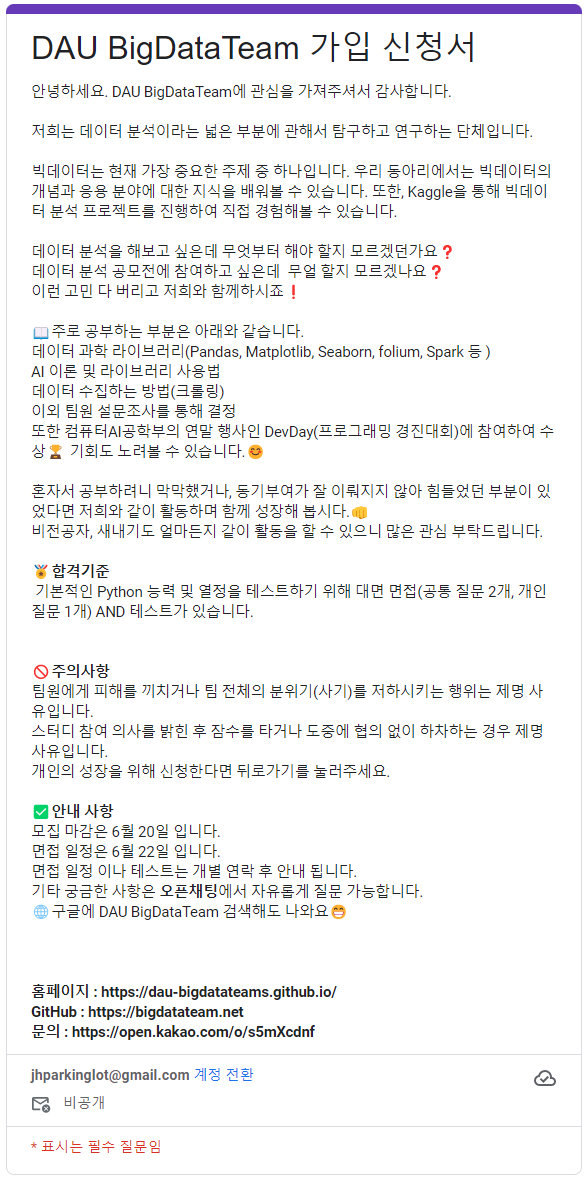 DAU BigDataTeam 가입 신청서
안녕하세요. DAU BigDataTeam에 관심을 가져주셔서 감사합니다.
저희는 데이터 분석이라는 넓은 부분에 관해서 탐구하고 연구하는 단체입니다.
빅데이터는 현재 가장 중요한 주제 중 하나입니다. 우리 동아리에서는 빅데이터의
개념과 응용 분야에 대한 지식을 배워볼 수 있습니다. 또한, Kaggle을 통해 빅데이
터 분석 프로젝트를 진행하여 직접 경험해볼 수 있습니다.
데이터 분석을 해보고 싶은데 무엇부터 해야 할지 모르겠던가요❓
데이터 분석 공모전에 참여하고 싶은데  무얼 할지 모르겠나요❓
이런 고민 다 버리고 저희와 함께하시죠❗
📖 주로 공부하는 부분은 아래와 같습니다.
데이터 과학 라이브러리(Pandas, Matplotlib, Seaborn, folium, Spark 등 )
AI 이론 및 라이브러리 사용법
데이터 수집하는 방법(크롤링)
이외 팀원 설문조사를 통해 결정
또한 컴퓨터AI공학부의 연말 행사인 DevDay(프로그래밍 경진대회)에 참여하여 수
상🏆 기회도 노려볼 수 있습니다.😊
혼자서 공부하려니 막막했거나, 동기부여가 잘 이뤄지지 않아 힘들었던 부분이 있
었다면 저희와 같이 활동하며 함께 성장해 봅시다.👊
비전공자, 새내기도 얼마든지 같이 활동을 할 수 있으니 많은 관심 부탁드립니다.
🏅합격기준
기본적인 Python 능력 및 열정을 테스트하기 위해 대면 면접(공통 질문 2개, 개인
질문 1개) AND 테스트가 있습니다.
🚫주의사항
팀원에게 피해를 끼치거나 팀 전체의 분위기(사기)를 저하시키는 행위는 제명 사
유입니다.
스터디 참여 의사를 밝힌 후 잠수를 타거나 도중에 협의 없이 하차하는 경우 제명
사유입니다.
개인의 성장을 위해 신청한다면 뒤로가기를 눌러주세요.
✅안내 사항
모집 마감은 6월 20일 입니다.
면접 일정은 6월 22일 입니다.
면접 일정 이나 테스트는 개별 연락 후 안내 됩니다.
기타 궁금한 사항은 오픈채팅에서 자유롭게 질문 가능합니다.
🌐 구글에 DAU BigDataTeam 검색해도 나와요😁
홈페이지 : https://dau-bigdatateams.github.io/
GitHub : https://bigdatateam.net
문의 : https://open.kakao.com/o/s5mXcdnf
jhparkinglot@gmail.com 계정 전환
비공개
* 표시는 필수 질문임